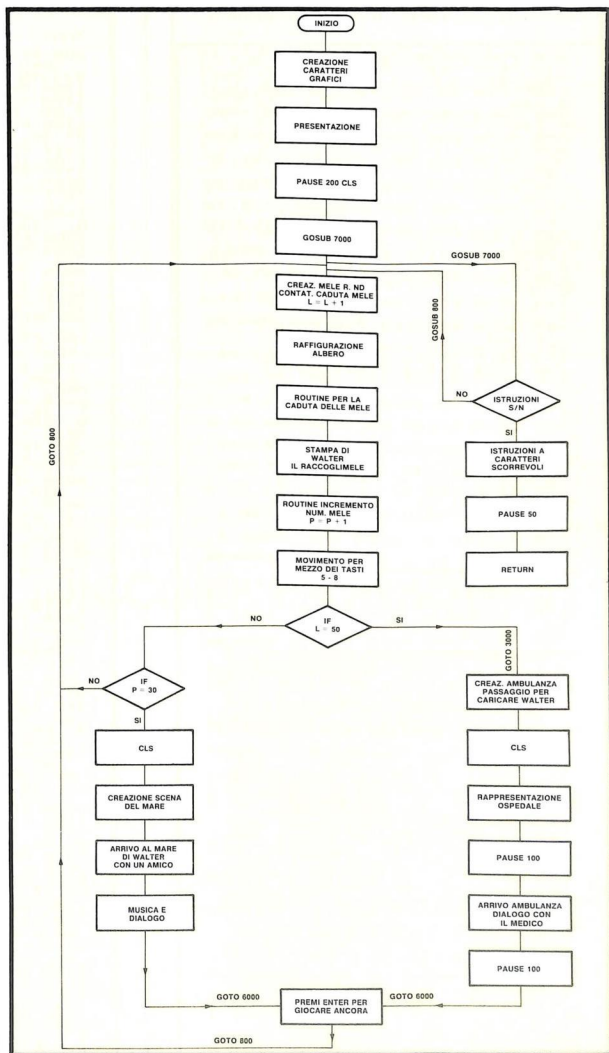 INIZIO
CREAZIONE
CARATTERI
GRAFICI
PRESENTAZIONE
PAUSE 200 CLS
GOSUB 7000
GOSUB 7000
CREAZ. MELE R. ND
CONTAT. CADUTA MELE
L = L + 1
GOSUB 800
RAFFIGURAZIONE
ALBERO
NO
ISTRUZIONI
S/N
SI
ROUTINE PER LA
CADUTA DELLE MELE
GOTO 800
STAMPA DI
WALTER
IL RACCOGLIMELE
ISTRUZIONI A
CARATTERI
SCORREVOLI
ROUTINE INCREMENTO
NUM. MELE
P = P + 1
PAUSE 50
MOVIMENTO PER
MEZZO DEI TASTI
5 - 8
RETURN
NO
IF
L = 50
SI
GOTO 3000
NO
IF
P = 30
SI
CREAZ. AMBULANZA
PASSAGGIO PER
CARICARE WALTER
CLS
CLS
CREAZIONE SCENA
DEL MARE
RAPPRESENTAZIONE
OSPEDALE
ARRIVO AL MARE
DI WALTER
CON UN AMICO
PAUSE 100
MUSICA E
DIALOGO
ARRIVO AMBULANZA
DIALOGO CON
IL MEDICO
PAUSE 100
GOTO 6000
PREMI ENTER PER
GIOCARE ANCORA
GOTO 6000
GOTO 800